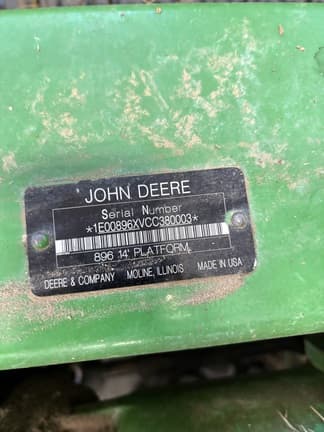 JOHN DEERE
Serial Number
*1E00896XVCC380003*
896 14' PLATFORM
DEERE & COMPANY MOLINE, ILLINOIS MADE IN USA